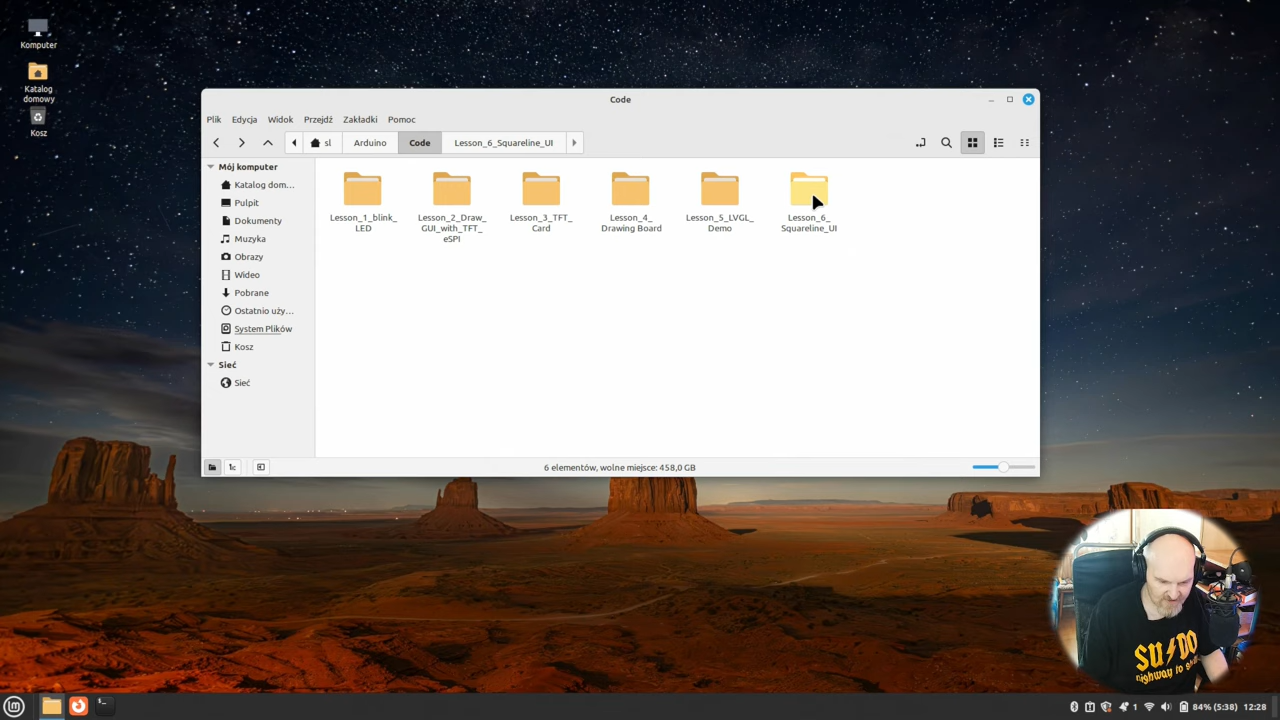 Komputer
Katalog
domowy
Kosz
Code
Plik Edycja Widok Przejdź Zakładki Pomoc
sl Arduino Code Lesson_6_Squareline_UI
Mój komputer
Katalog dom...
Pulpit
Dokumenty
Muzyka
Obrazy
Wideo
Pobrane
Ostatnio uży...
System Plików
Kosz
Sieć
Sieć
Lesson_1_blink_
LED
Lesson_2_Draw_
GUI_with_TFT_
eSPI
Lesson_3_TFT_
Card
Lesson_4_
Drawing Board
Lesson_5_LVGL_
Demo
Lesson_6_
Squareline_UI
6 elementów, wolne miejsce: 458,0 GB
SU DO
highway to
1 84% (5:38) 12:28